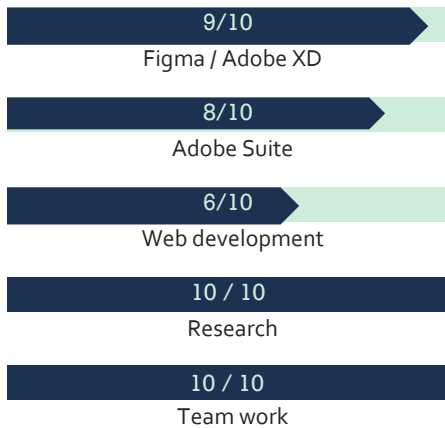 9/10
Figma / Adobe XD
8/10
Adobe Suite
6/10
Web development
10 / 10
Research
10 / 10
Team work